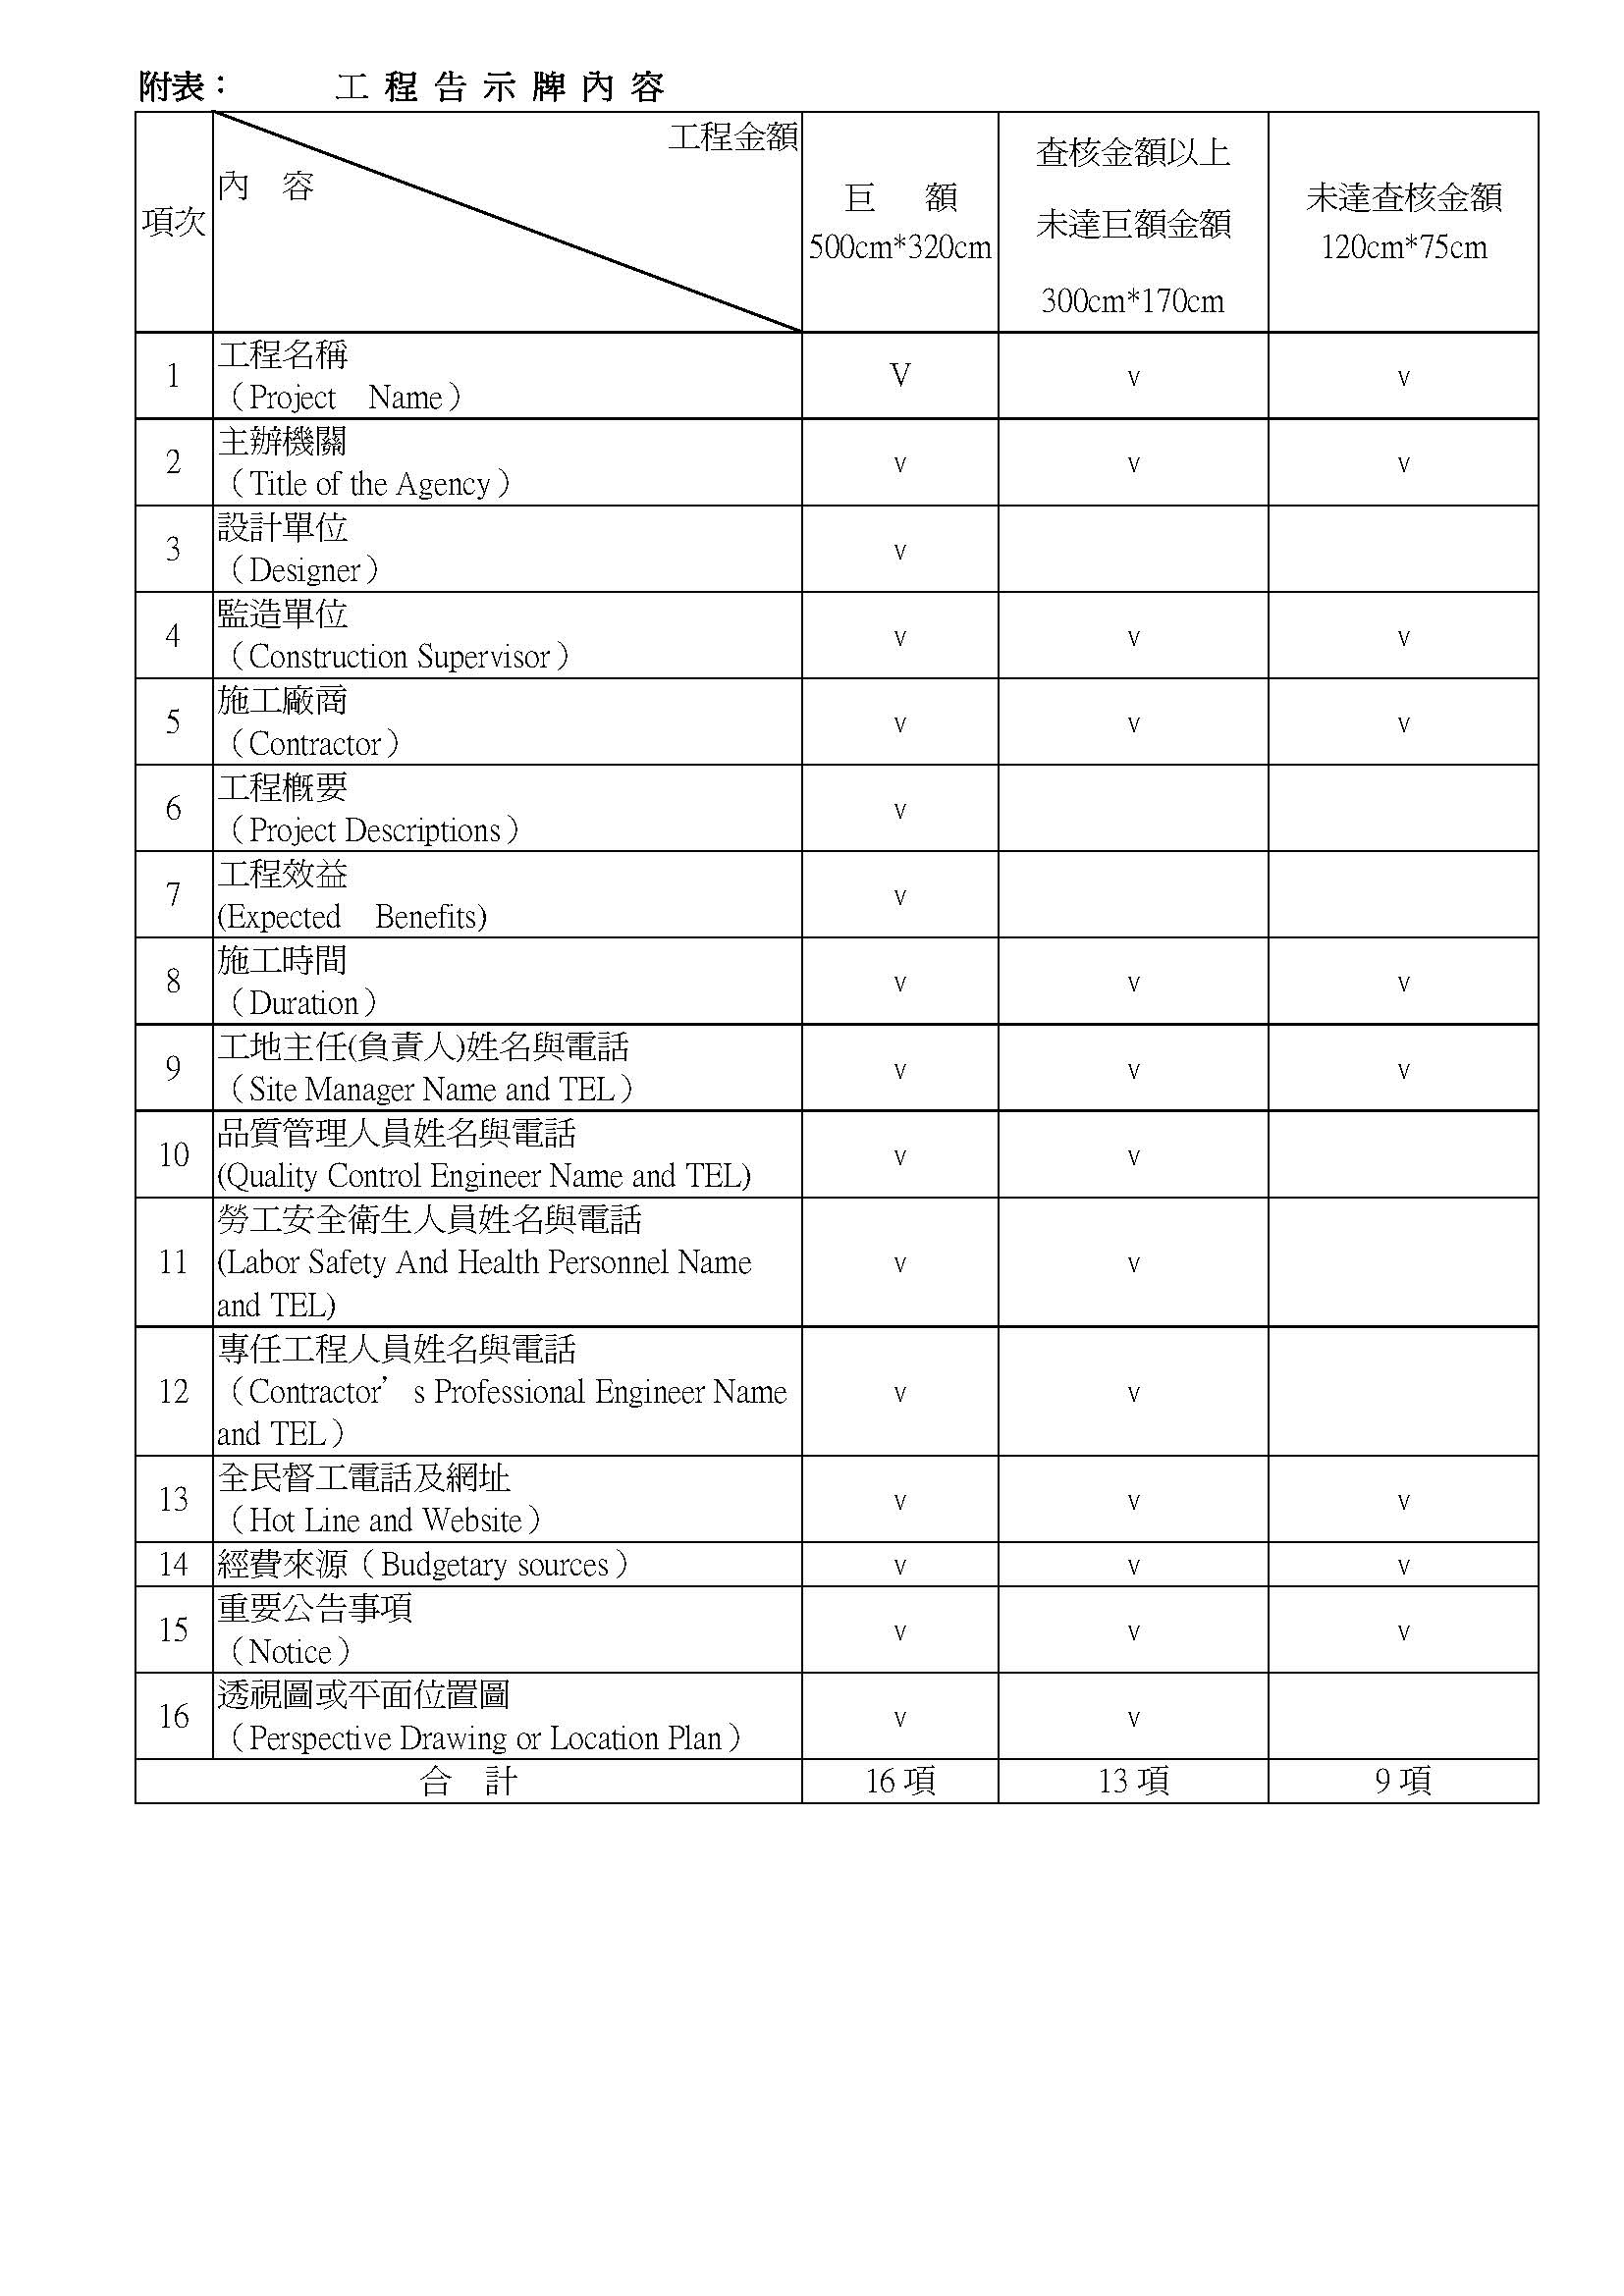 附表： 工 程 告 示 牌 內 容
項次
工程金額
內 容
巨 額
500cm*320cm
查核金額以上
未達巨額金額
300cm*170cm
未達查核金額
120cm*75cm
1
工程名稱
（Project Name）
V
v
v
2
主辦機關
（Title of the Agency）
v
v
v
3
設計單位
（Designer）
v
4
監造單位
（Construction Supervisor）
v
v
v
5
施工廠商
（Contractor）
v
v
v
6
工程概要
（Project Descriptions）
v
7
工程效益
(Expected Benefits)
v
8
施工時間
（Duration）
v
v
v
9
工地主任(負責人)姓名與電話
（Site Manager Name and TEL）
v
v
v
10
品質管理人員姓名與電話
(Quality Control Engineer Name and TEL)
v
v
11
勞工安全衛生人員姓名與電話
(Labor Safety And Health Personnel Name
and TEL)
v
v
12
專任工程人員姓名與電話
（Contractor’s Professional Engineer Name
and TEL）
v
v
13
全民督工電話及網址
（Hot Line and Website）
v
v
v
14
經費來源（Budgetary sources）
v
v
v
15
重要公告事項
（Notice）
v
v
v
16
透視圖或平面位置圖
（Perspective Drawing or Location Plan）
v
v
合 計
16 項
13 項
9 項